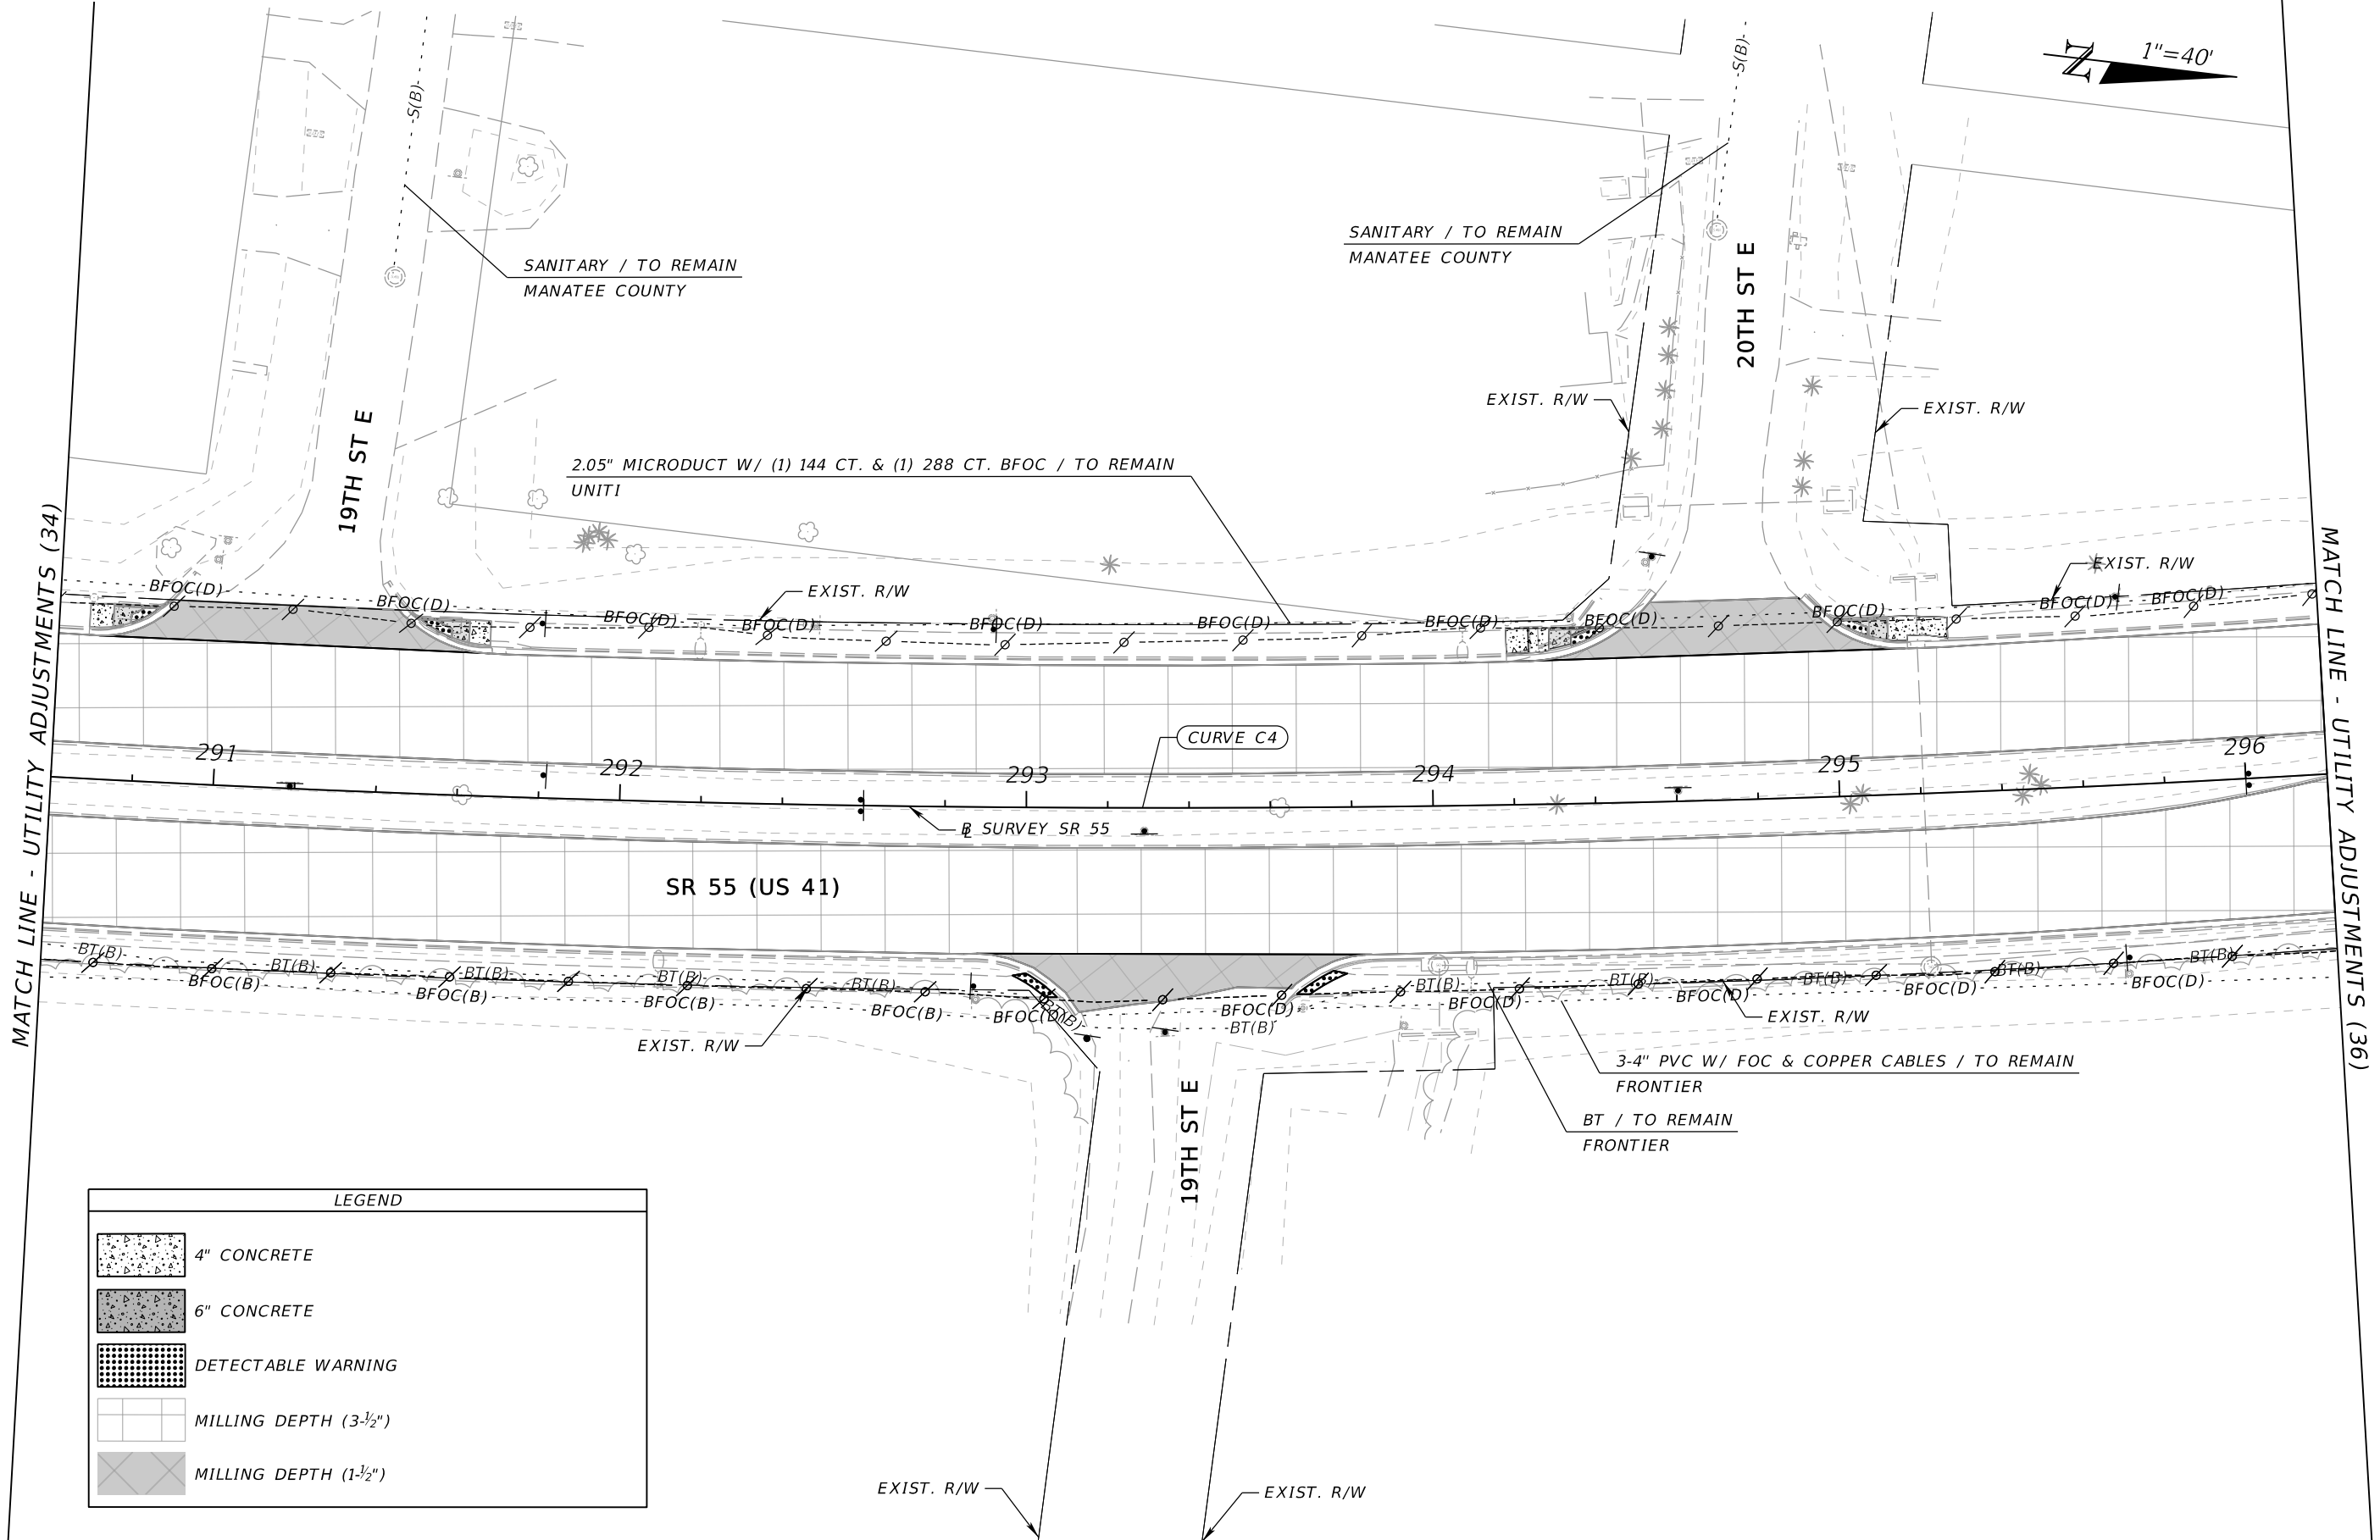 N
1"=40'
-S(B)-
-S(B)-
SANITARY / TO REMAIN
MANATEE COUNTY
SANITARY / TO REMAIN
MANATEE COUNTY
19TH ST E
20TH ST E
EXIST. R/W
EXIST. R/W
2.05" MICRODUCT W/ (1) 144 CT. & (1) 288 CT. BFOC / TO REMAIN
UNITI
EXIST. R/W
EXIST. R/W
BFOC(D)
BFOC(D)
BFOC(D)
BFOC(D)
BFOC(D)
BFOC(D)
BFOC(D)
BFOC(D)
BFOC(D)
BFOC(D)
BFOC(D)
MATCH LINE - UTILITY ADJUSTMENTS (34)
MATCH LINE - UTILITY ADJUSTMENTS (36)
CURVE C4
291
292
293
294
295
296
B SURVEY SR 55
SR 55 (US 41)
BT(B)
BT(B)
BT(B)
BT(B)
BT(B)
BT(B)
BT(B)
BT(B)
BT(B)
BT(B)
BT(B)
BT(B)
BFOC(B)
BFOC(B)
BFOC(B)
BFOC(B)
BFOC(D)
BFOC(D)
BFOC(D)
BFOC(D)
BFOC(D)
BFOC(D)
EXIST. R/W
EXIST. R/W
3-4" PVC W/ FOC & COPPER CABLES / TO REMAIN
FRONTIER
BT / TO REMAIN
FRONTIER
19TH ST E
EXIST. R/W
EXIST. R/W
LEGEND
4" CONCRETE
6" CONCRETE
DETECTABLE WARNING
MILLING DEPTH (3-½")
MILLING DEPTH (1-½")